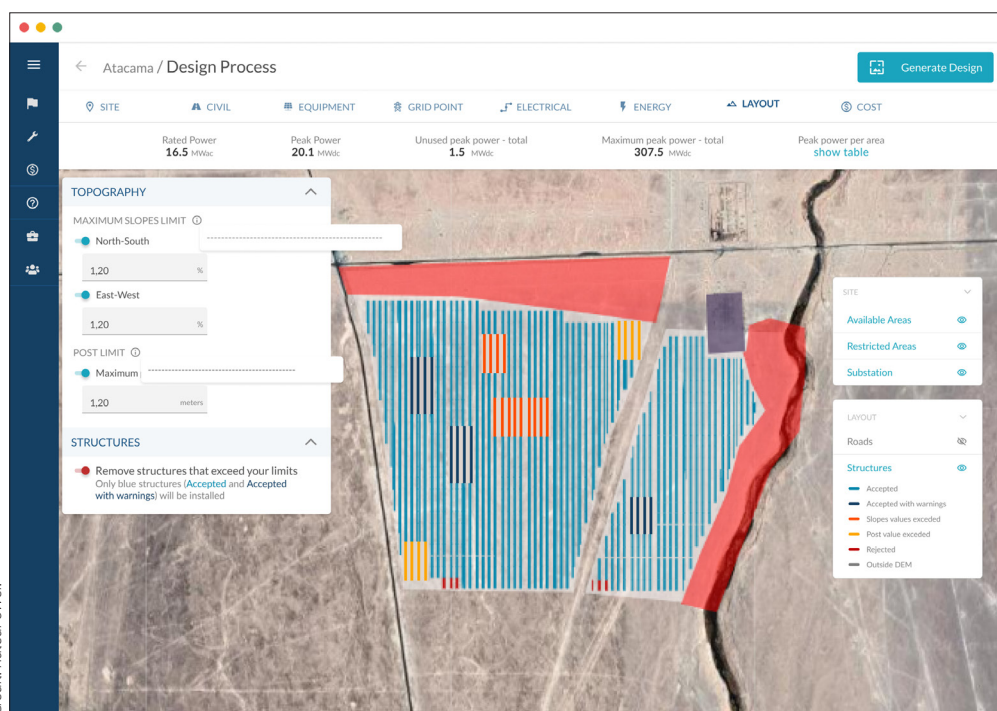 Atacama / Design Process
Generate Design
SITE
CIVIL
EQUIPMENT
GRID POINT
ELECTRICAL
ENERGY
LAYOUT
COST
Rated Power
16.5 MWac
Peak Power
20.1 MWdc
Unused peak power - total
1.5 MWdc
Maximum peak power - total
307.5 MWdc
Peak power per area
show table
TOPOGRAPHY
MAXIMUM SLOPES LIMIT
North-South
1,20 %
East-West
1,20 %
POST LIMIT
Maximum
1,20 meters
STRUCTURES
Remove structures that exceed your limits
Only blue structures (Accepted and Accepted
with warnings) will be installed
SITE
Available Areas
Restricted Areas
Substation
LAYOUT
Roads
Structures
Accepted
Accepted with warnings
Slopes values exceded
Post value exceded
Rejected
Outside DEM